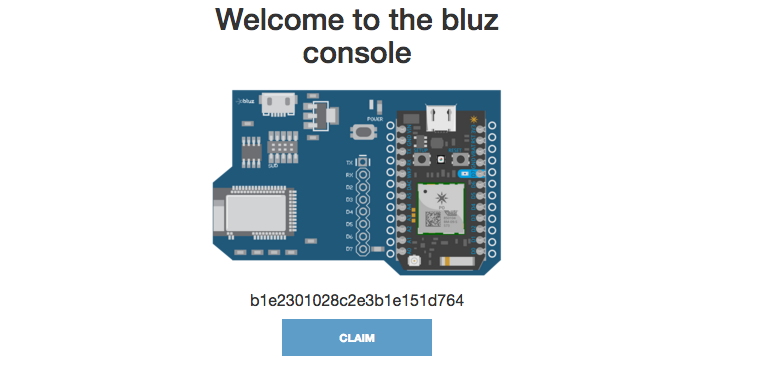 Welcome to the bluz
console
bluz
POWER
TX
RX
D2
D3
D4
D5
D6
D7
b1e2301028c2e3b1e151d764
CLAIM